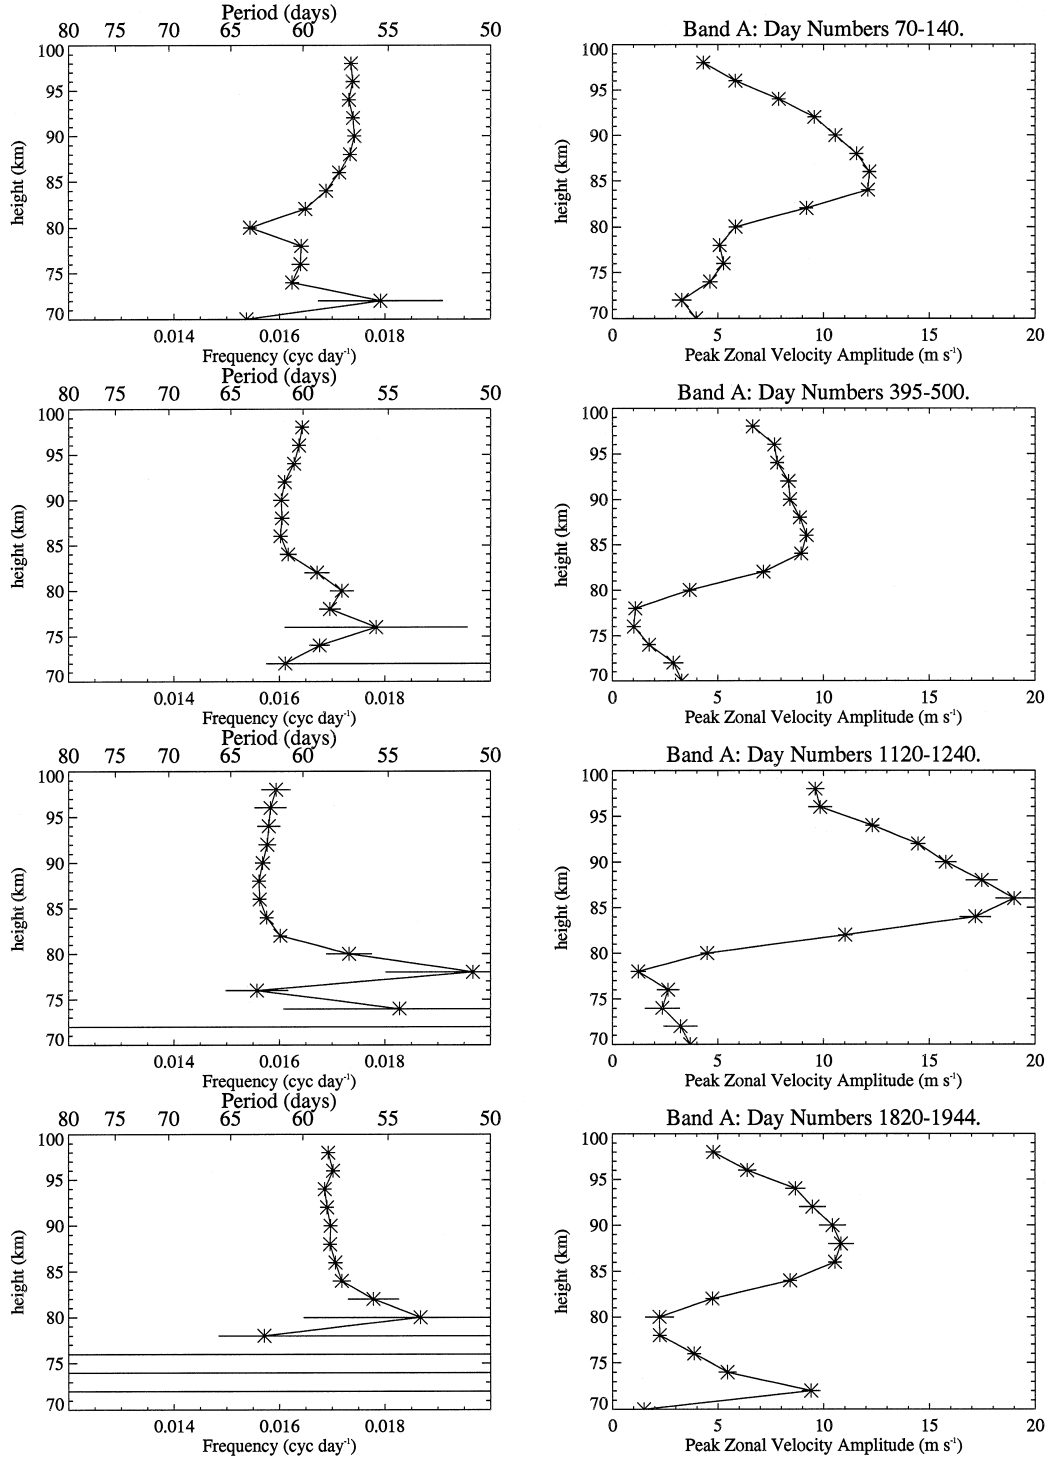 Period (days)
80 75 70 65 60 55 50
Band A: Day Numbers 70-140.
100
95
90
85
80
75
70
height (km)
0.014 0.016 0.018
Frequency (cyc day⁻¹)
100
95
90
85
80
75
70
height (km)
0 5 10 15 20
Peak Zonal Velocity Amplitude (m s⁻¹)
Period (days)
80 75 70 65 60 55 50
Band A: Day Numbers 395-500.
100
95
90
85
80
75
70
height (km)
0.014 0.016 0.018
Frequency (cyc day⁻¹)
100
95
90
85
80
75
70
height (km)
0 5 10 15 20
Peak Zonal Velocity Amplitude (m s⁻¹)
Period (days)
80 75 70 65 60 55 50
Band A: Day Numbers 1120-1240.
100
95
90
85
80
75
70
height (km)
0.014 0.016 0.018
Frequency (cyc day⁻¹)
100
95
90
85
80
75
70
height (km)
0 5 10 15 20
Peak Zonal Velocity Amplitude (m s⁻¹)
Period (days)
80 75 70 65 60 55 50
Band A: Day Numbers 1820-1944.
100
95
90
85
80
75
70
height (km)
0.014 0.016 0.018
Frequency (cyc day⁻¹)
100
95
90
85
80
75
70
height (km)
0 5 10 15 20
Peak Zonal Velocity Amplitude (m s⁻¹)